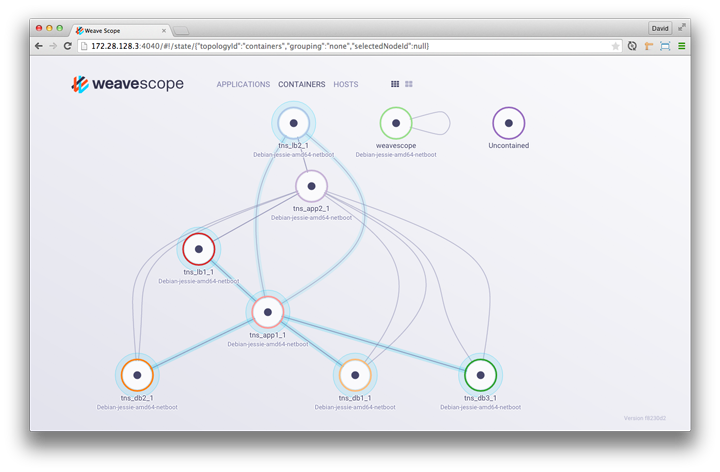 Weave Scope
David
172.28.128.3:4040/#!/state/{"topologyId":"containers","grouping":"none","selectedNodeId":null}
weavescope
APPLICATIONS CONTAINERS HOSTS
tns_lb2_1
Debian-jessie-amd64-netboot
weavescope
Debian-jessie-amd64-netboot
Uncontained
tns_app2_1
Debian-jessie-amd64-netboot
tns_lb1_1
Debian-jessie-amd64-netboot
tns_app1_1
Debian-jessie-amd64-netboot
tns_db2_1
Debian-jessie-amd64-netboot
tns_db1_1
Debian-jessie-amd64-netboot
tns_db3_1
Debian-jessie-amd64-netboot
Version